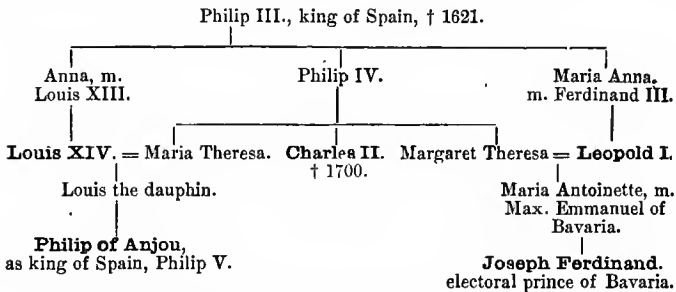 Philip III., king of Spain, † 1621.
Anna, m. Philip IV. Maria Anna.
Louis XIII. m. Ferdinand III.
Louis XIV. = Maria Theresa. Charles II. Margaret Theresa = Leopold I.
† 1700.
Louis the dauphin. Maria Antoinette, m.
Max. Emmanuel of
Bavaria.
Philip of Anjou,
as king of Spain, Philip V. Joseph Ferdinand.
electoral prince of Bavaria.